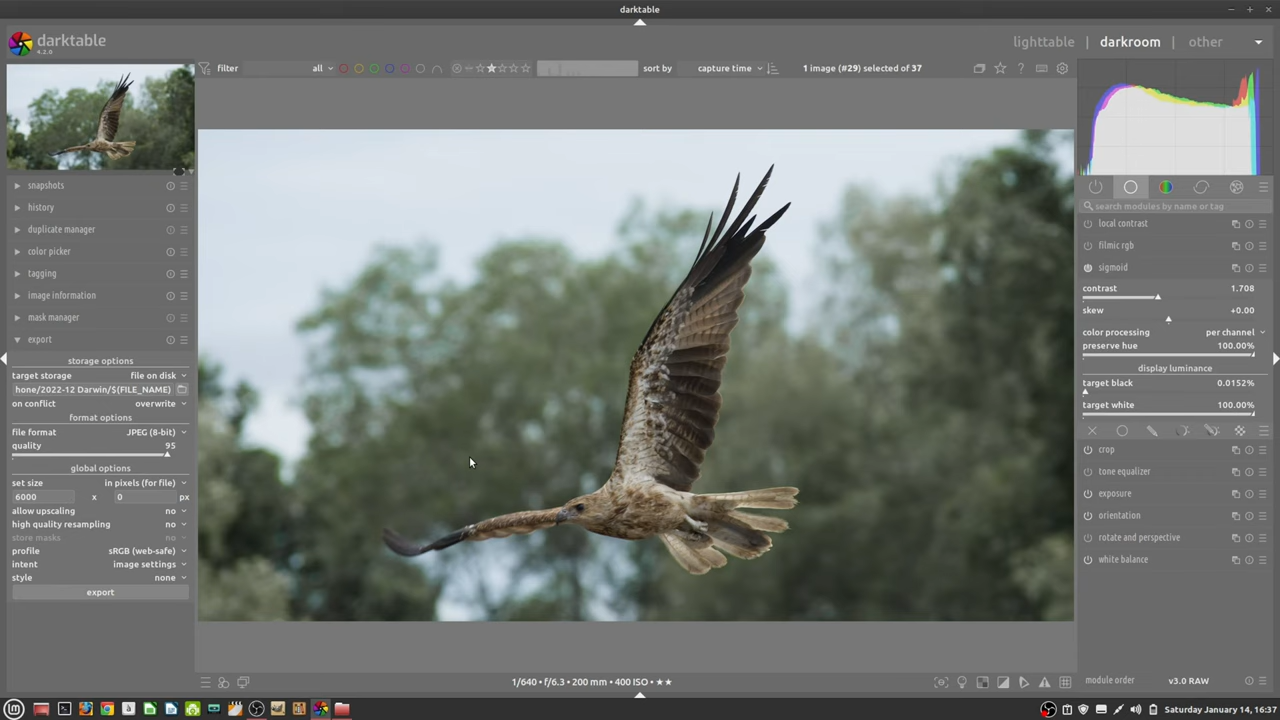 darktable
darktable
4.2.0
lighttable | darkroom | other
filter
all
sort by
capture time
1 image (#29) selected of 37
snapshots
history
duplicate manager
color picker
tagging
image information
mask manager
export
storage options
target storage file on disk
hone/2022-12 Darwin/$(FILE_NAME)
on conflict overwrite
format options
file format JPEG (8-bit)
quality 95
global options
set size in pixels (for file)
6000 x 0 px
allow upscaling no
high quality resampling no
store masks no
profile sRGB (web-safe)
intent image settings
style none
export
search modules by name or tag
local contrast
filmic rgb
sigmoid
contrast 1.708
skew +0.00
color processing per channel
preserve hue 100.00%
display luminance
target black 0.0152%
target white 100.00%
crop
tone equalizer
exposure
orientation
rotate and perspective
white balance
1/640 • f/6.3 • 200 mm • 400 ISO • ★★
module order v3.0 RAW
Saturday January 14, 16:37